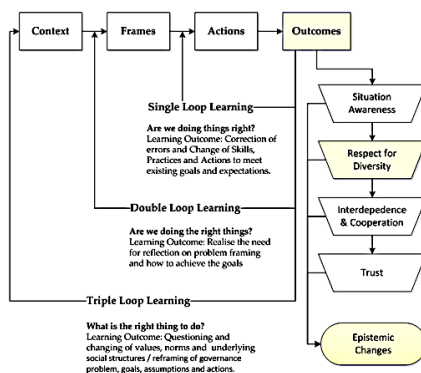 Context
Frames
Actions
Outcomes
Single Loop Learning
Are we doing things right?
Learning Outcome: Correction of
errors and Change of Skills,
Practices and Actions to meet
existing goals and expectations.
Double Loop Learning
Are we doing the right things?
Learning Outcome: Realise the need
for reflection on problem framing
and how to achieve the goals
Triple Loop Learning
What is the right thing to do?
Learning Outcome: Questioning and
changing of values, norms and underlying
social structures / reframing of governance
problem, goals, assumptions and actions.
Situation
Awareness
Respect for
Diversity
Interdepedence
& Cooperation
Trust
Epistemic
Changes